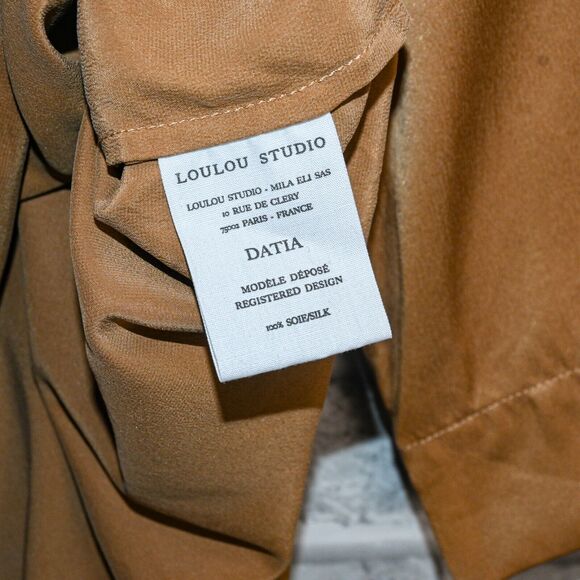 LOULOU STUDIO
LOULOU STUDIO - MILA ELI SAS
10 RUE DE CLERY
75002 PARIS - FRANCE
DATIA
MODÈLE DÉPOSÉ
REGISTERED DESIGN
100% SOIE/SILK